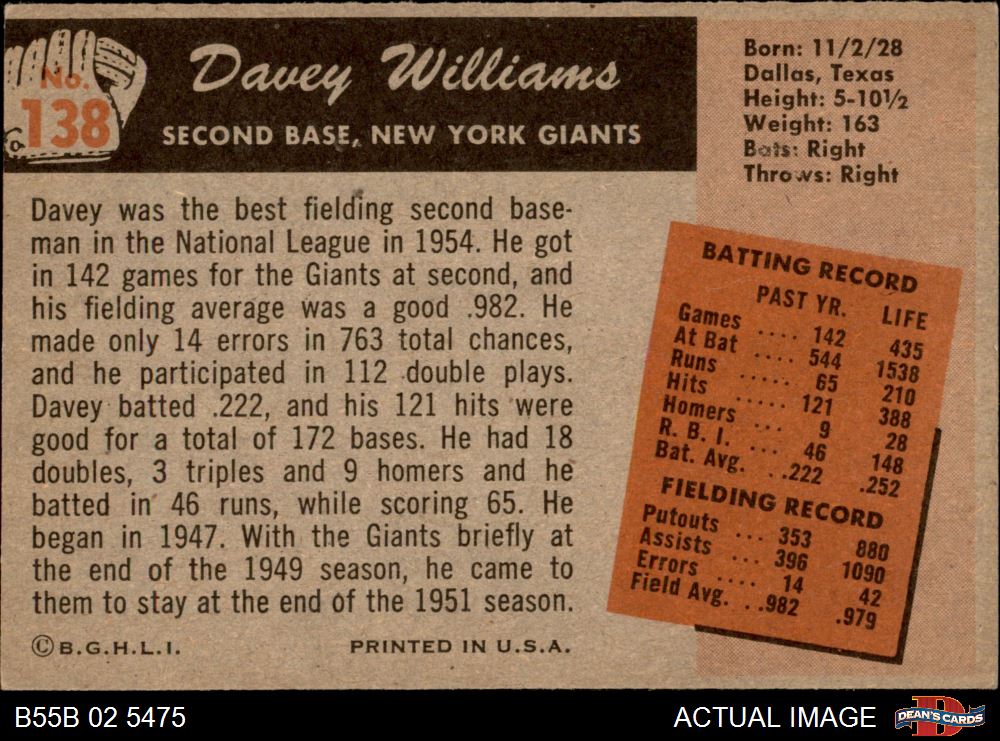 No.
138
Davey Williams
SECOND BASE, NEW YORK GIANTS
Born: 11/2/28
Dallas, Texas
Height: 5-10½
Weight: 163
Bats: Right
Throws: Right
Davey was the best fielding second base-
man in the National League in 1954. He got
in 142 games for the Giants at second, and
his fielding average was a good .982. He
made only 14 errors in 763 total chances,
and he participated in 112 double plays.
Davey batted .222, and his 121 hits were
good for a total of 172 bases. He had 18
doubles, 3 triples and 9 homers and he
batted in 46 runs, while scoring 65. He
began in 1947. With the Giants briefly at
the end of the 1949 season, he came to
them to stay at the end of the 1951 season.
BATTING RECORD
PAST YR. LIFE
Games .... 142 435
At Bat .... 544 1538
Runs ..... 65 210
Hits ..... 121 388
Homers ... 9 28
R. B. I. ... 46 148
Bat. Avg. . .222 .252
FIELDING RECORD
Putouts ... 353 880
Assists ... 396 1090
Errors .... 14 42
Field Avg. . .982 .979
© B.G.H.L.I. PRINTED IN U.S.A.
B55B 02 5475 ACTUAL IMAGE
D
DEAN'S CARDS